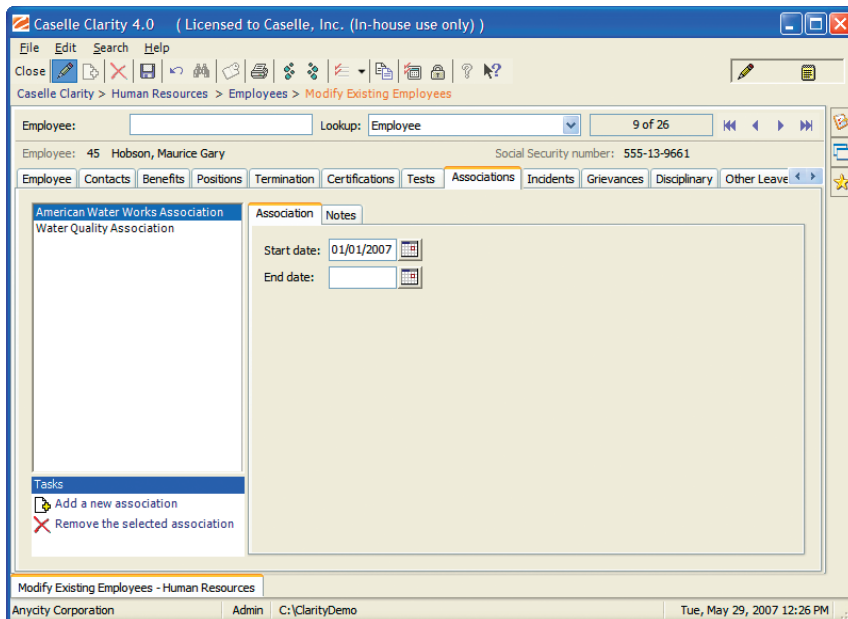 Caselle Clarity 4.0 ( Licensed to Caselle, Inc. (In-house use only) )
File Edit Search Help
Close
Caselle Clarity > Human Resources > Employees > Modify Existing Employees
Employee: Lookup: Employee 9 of 26
Employee: 45 Hobson, Maurice Gary Social Security number: 555-13-9661
Employee Contacts Benefits Positions Termination Certifications Tests Associations Incidents Grievances Disciplinary Other Leave
American Water Works Association Association Notes
Water Quality Association
Start date: 01/01/2007
End date:
Tasks
Add a new association
Remove the selected association
Modify Existing Employees - Human Resources
Anycity Corporation Admin C:\ClarityDemo Tue, May 29, 2007 12:26 PM